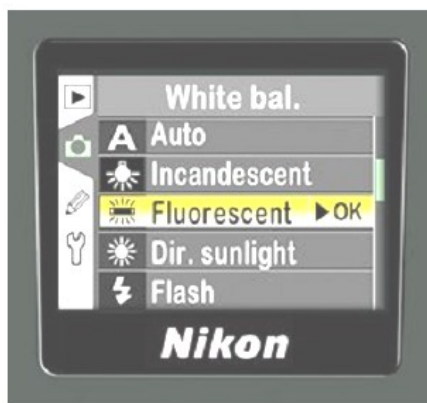 White bal.
A Auto
Incandescent
Fluorescent ▶OK
Dir. sunlight
Flash
Nikon